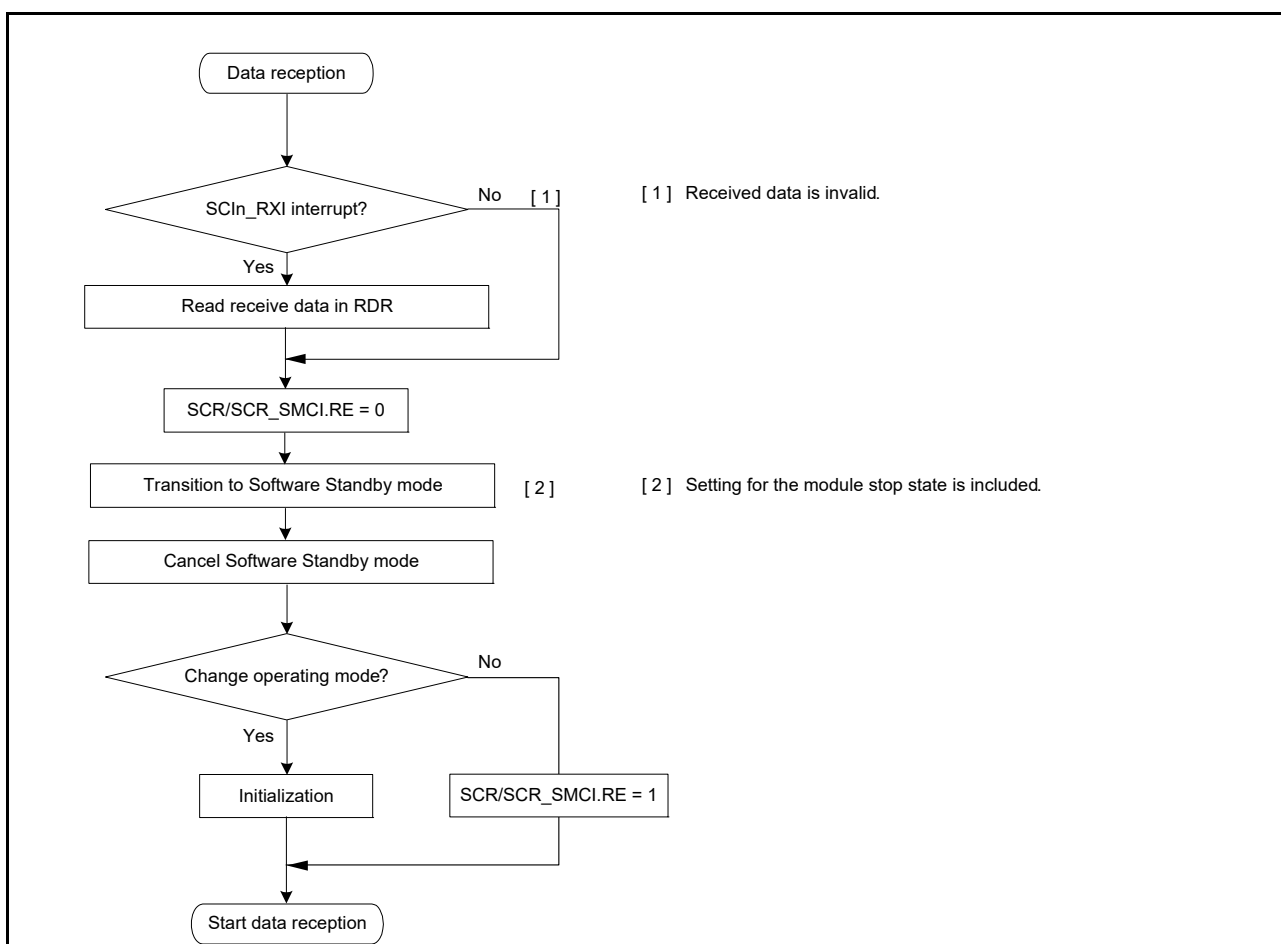 Data reception
SCIn_RXI interrupt?
No [ 1 ]
[ 1 ] Received data is invalid.
Yes
Read receive data in RDR
SCR/SCR_SMCI.RE = 0
Transition to Software Standby mode
[ 2 ]
[ 2 ] Setting for the module stop state is included.
Cancel Software Standby mode
Change operating mode?
No
Yes
Initialization
SCR/SCR_SMCI.RE = 1
Start data reception